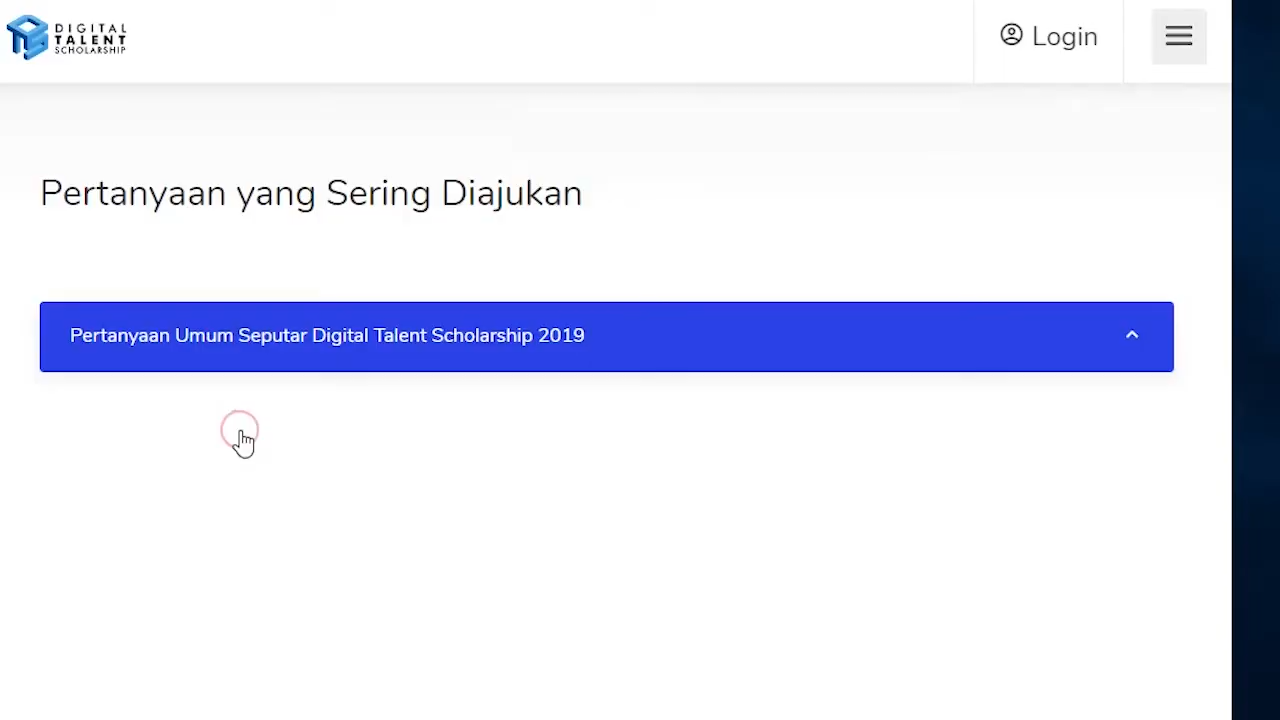 DIGITAL
TALENT
SCHOLARSHIP
Login
Pertanyaan yang Sering Diajukan
Pertanyaan Umum Seputar Digital Talent Scholarship 2019